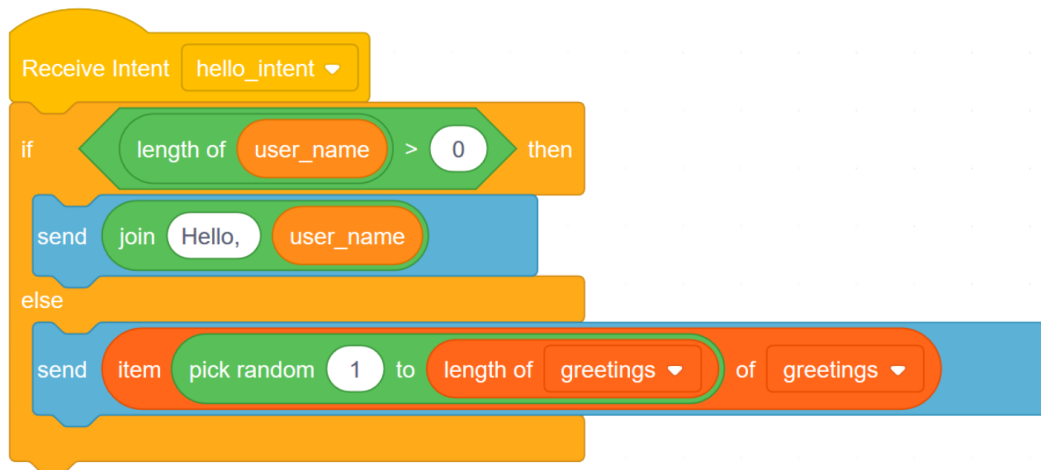 Receive Intent hello_intent
if length of user_name > 0 then
send join Hello, user_name
else
send item pick random 1 to length of greetings of greetings